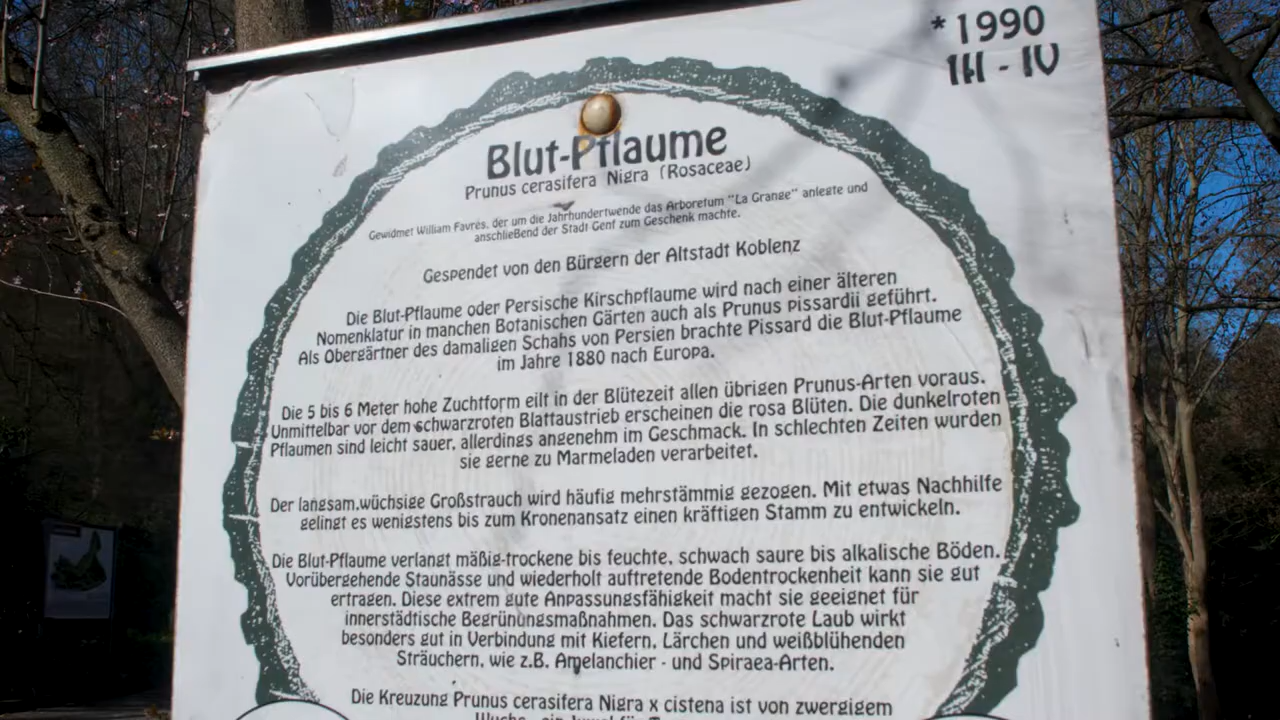 * 1990
III - IV
Blut-Pflaume
Prunus cerasifera Nigra (Rosaceae)
Gewidmet William Favres, der um die Jahrhundertwende das Arboretum "La Grange" anlegte und
anschließend der Stadt Genf zum Geschenk machte.
Gespendet von den Bürgern der Altstadt Koblenz
Die Blut-Pflaume oder Persische Kirschpflaume wird nach einer älteren
Nomenklatur in manchen Botanischen Gärten auch als Prunus pissardii geführt.
Als Obergärtner des damaligen Schahs von Persien brachte Pissard die Blut-Pflaume
im Jahre 1880 nach Europa.
Die 5 bis 6 Meter hohe Zuchtform eilt in der Blütezeit allen übrigen Prunus-Arten voraus.
Unmittelbar vor dem schwarzroten Blattaustrieb erscheinen die rosa Blüten. Die dunkelroten
Pflaumen sind leicht sauer, allerdings angenehm im Geschmack. In schlechten Zeiten wurden
sie gerne zu Marmeladen verarbeitet.
Der langsam.wüchsige Großstrauch wird häufig mehrstämmig gezogen. Mit etwas Nachhilfe
gelingt es wenigstens bis zum Kronenansatz einen kräftigen Stamm zu entwickeln.
Die Blut-Pflaume verlangt mäßig-trockene bis feuchte, schwach saure bis alkalische Böden.
Vorübergehende Staunässe und wiederholt auftretende Bodentrockenheit kann sie gut
ertragen. Diese extrem gute Anpassungsfähigkeit macht sie geeignet für
innerstädtische Begrünungsmaßnahmen. Das schwarzrote Laub wirkt
besonders gut in Verbindung mit Kiefern, Lärchen und weißblühenden
Sträuchern, wie z.B. Amelanchier - und Spiraea-Arten.
Die Kreuzung Prunus cerasifera Nigra x cistena ist von zwergigem